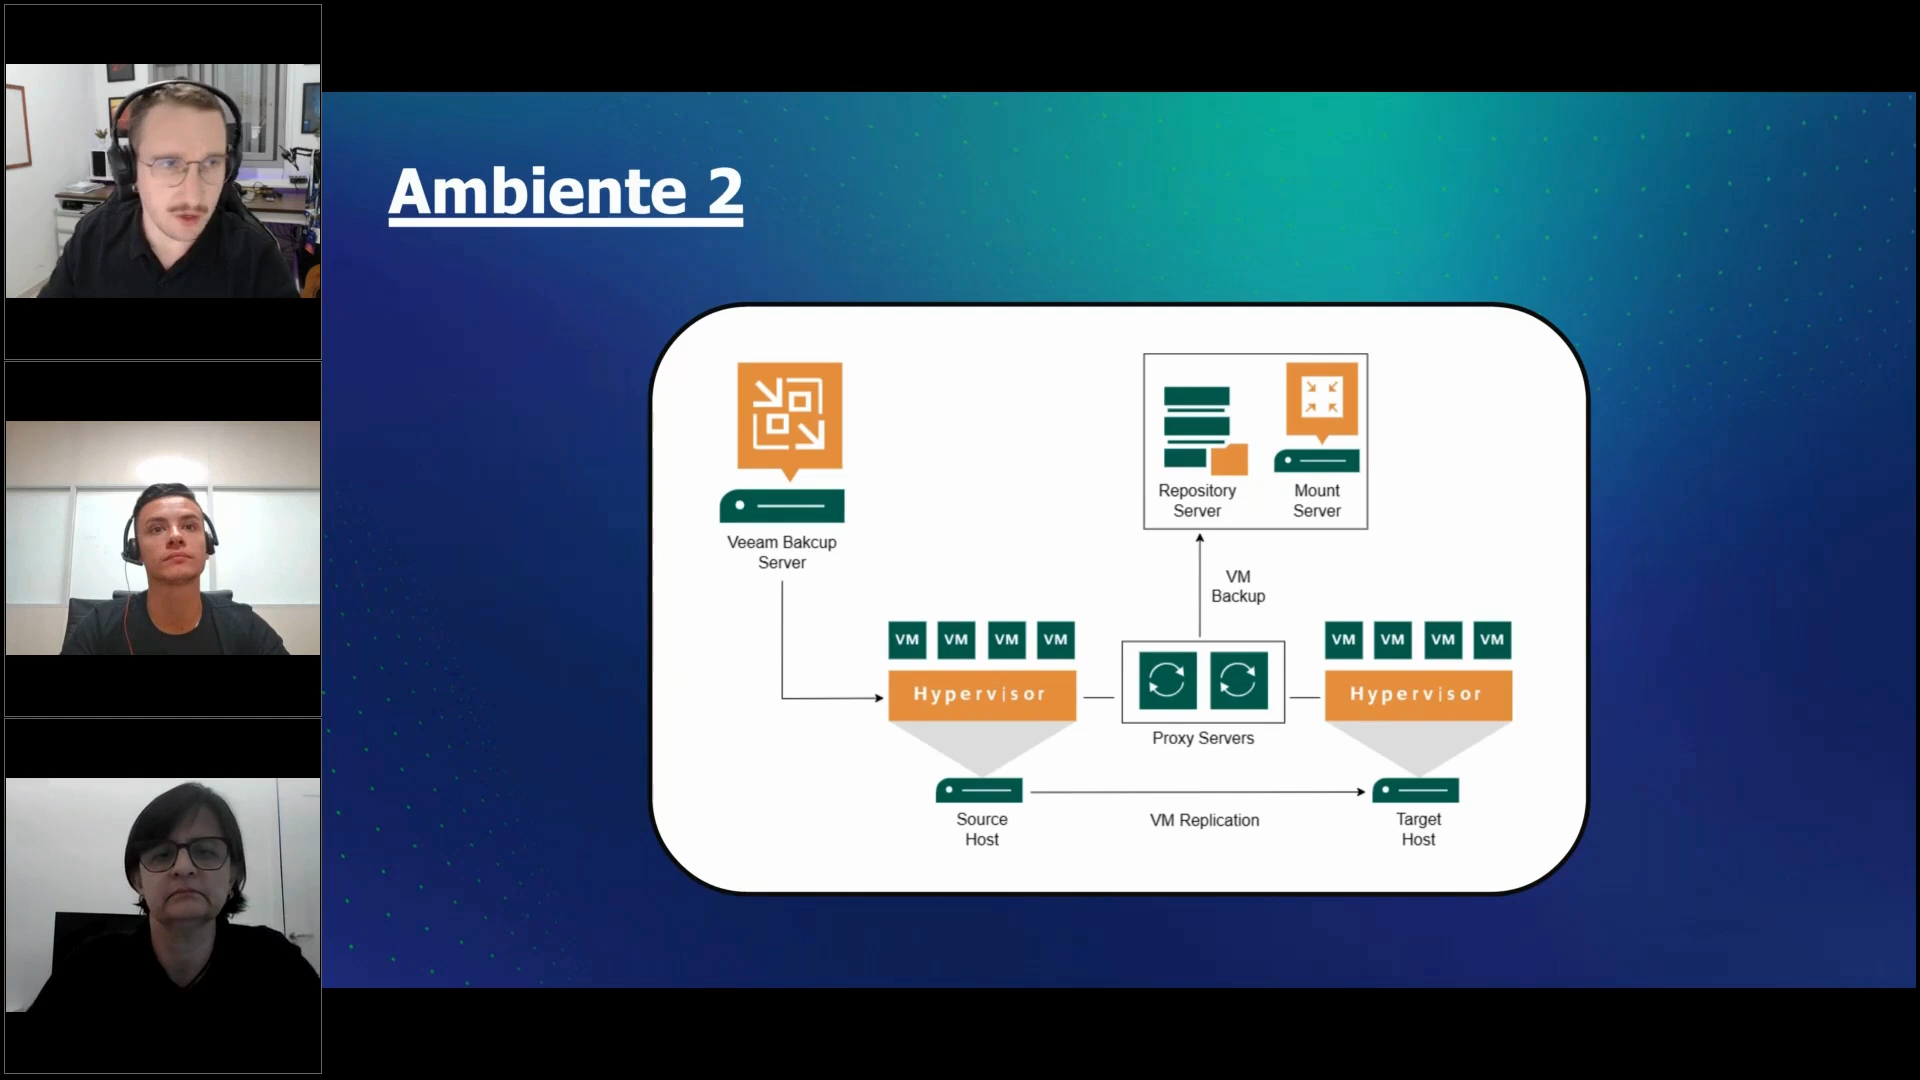 Ambiente 2
Veeam Bakcup
Server
Repository
Server
Mount
Server
VM
Backup
VM VM VM VM
Hypervisor
Proxy Servers
VM VM VM VM
Hypervisor
Source
Host
VM Replication
Target
Host